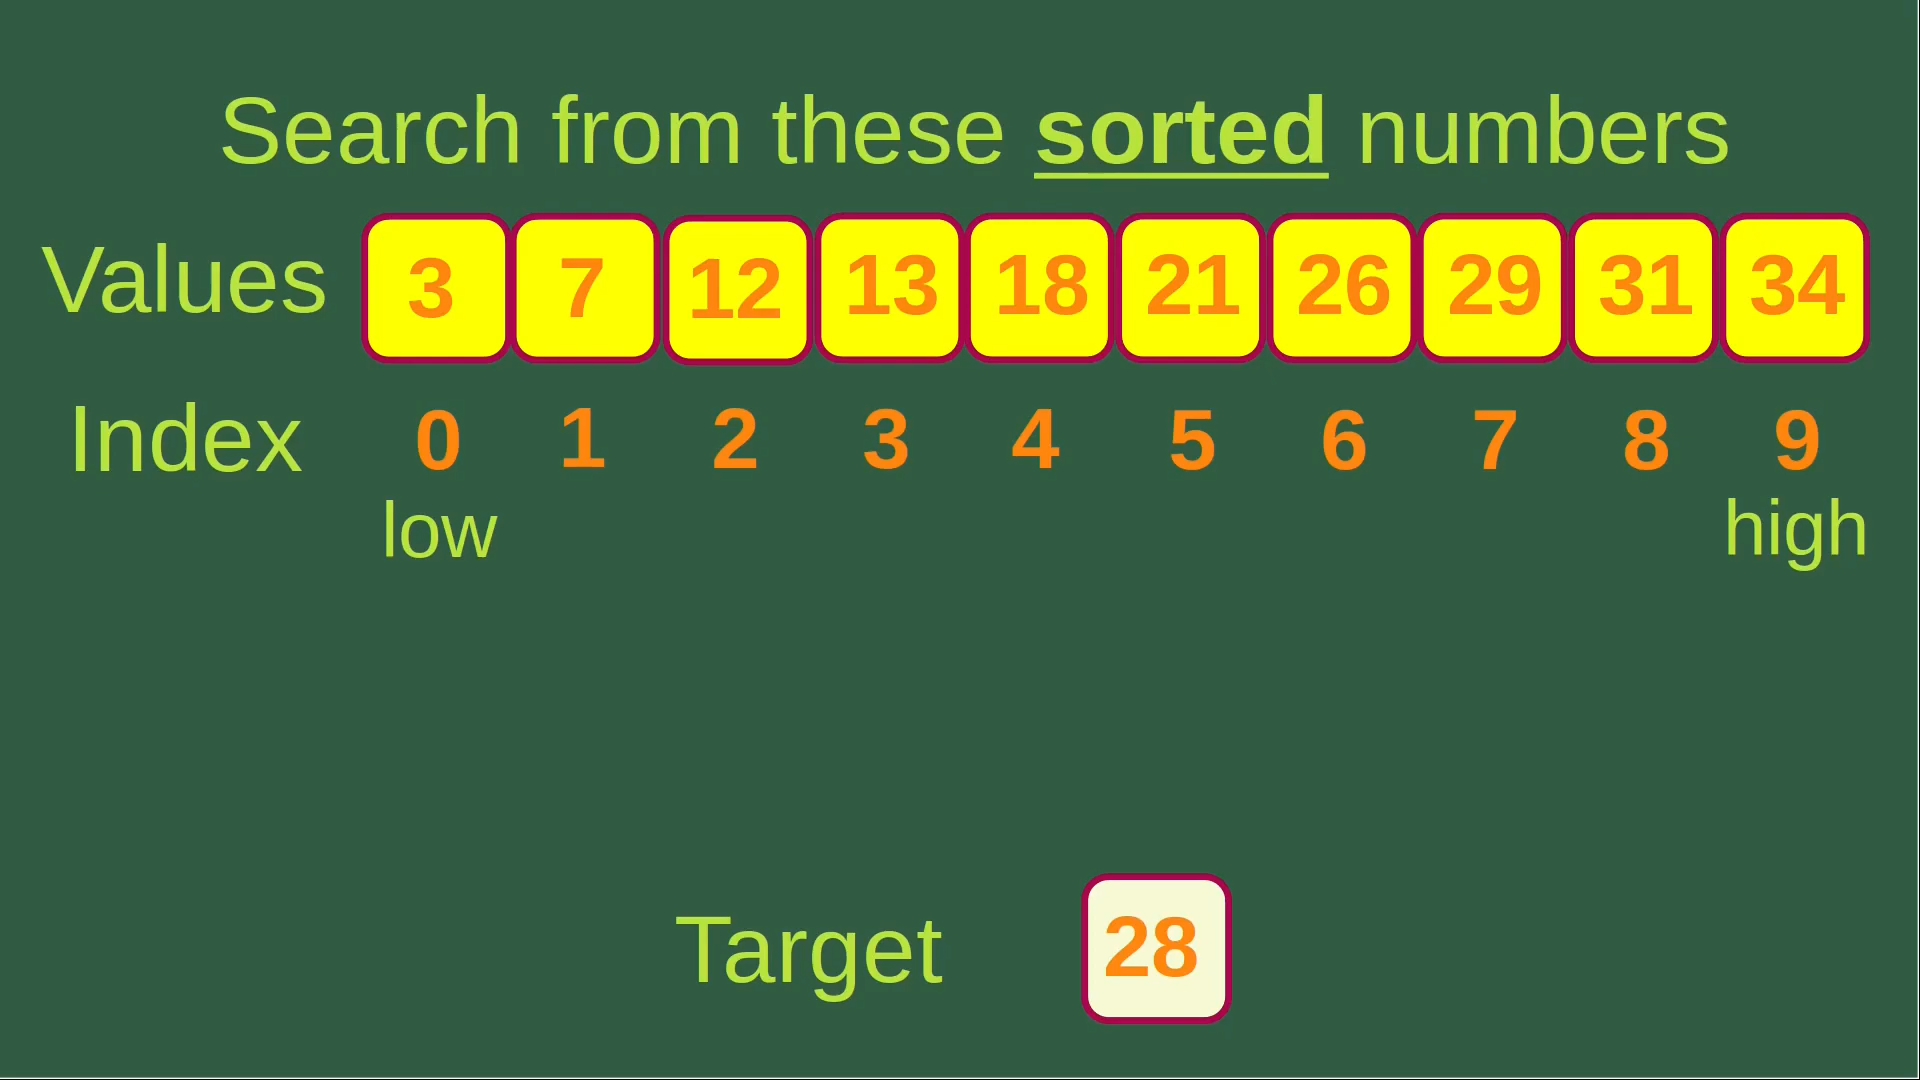 Search from these sorted numbers
Values 3 7 12 13 18 21 26 29 31 34
Index 0 1 2 3 4 5 6 7 8 9
low high
Target 28